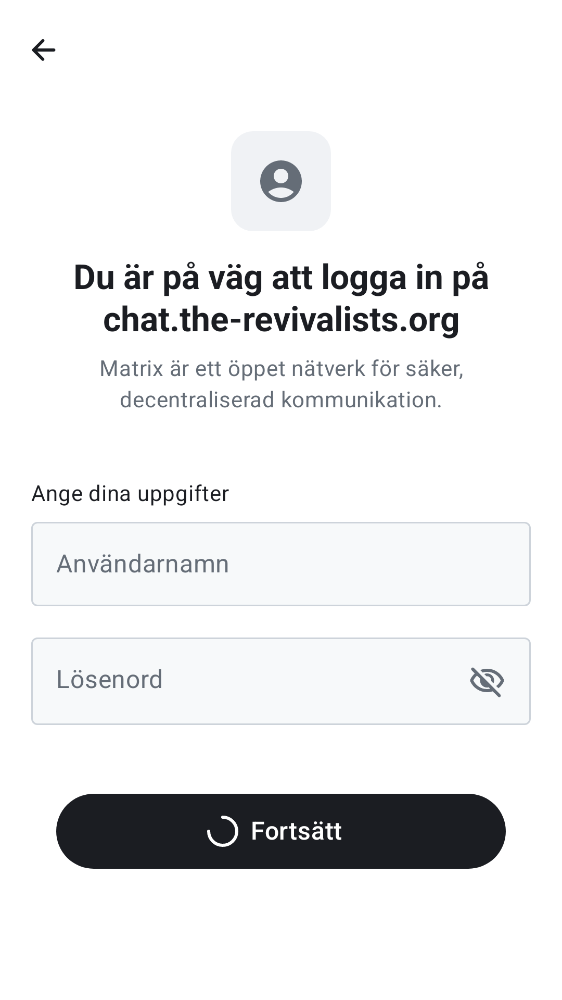 Du är på väg att logga in på
chat.the-revivalists.org
Matrix är ett öppet nätverk för säker,
decentraliserad kommunikation.
Ange dina uppgifter
Användarnamn
Lösenord
Fortsätt